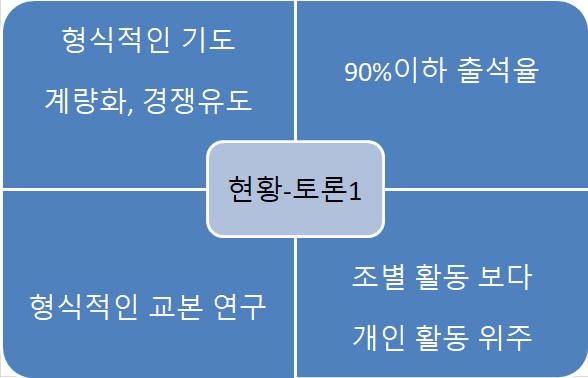 형식적인 기도
계량화, 경쟁유도
90%이하 출석율
현황-토론1
형식적인 교본 연구
조별 활동 보다
개인 활동 위주